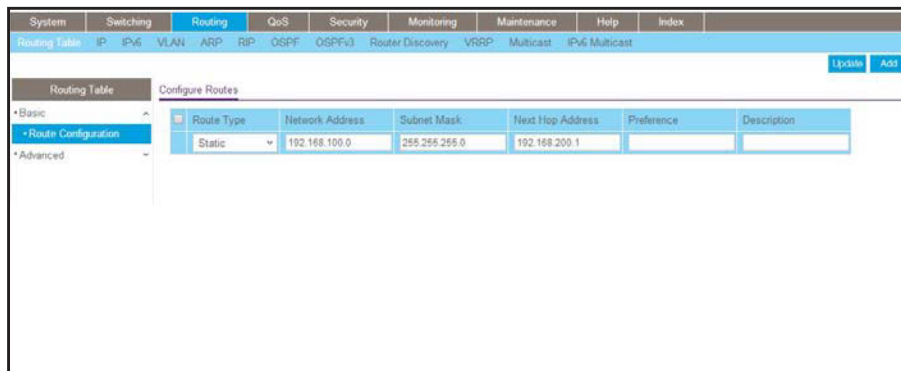 System Switching Routing QoS Security Monitoring Maintenance Help Index
Routing Table IP IPv6 VLAN ARP RIP OSPF OSPFv3 Router Discovery VRRP Multicast IPv6 Multicast
Update Add
Routing Table
Configure Routes
Basic
Route Configuration
Advanced
Route Type Network Address Subnet Mask Next Hop Address Preference Description
Static 192.168.100.0 255.255.255.0 192.168.200.1